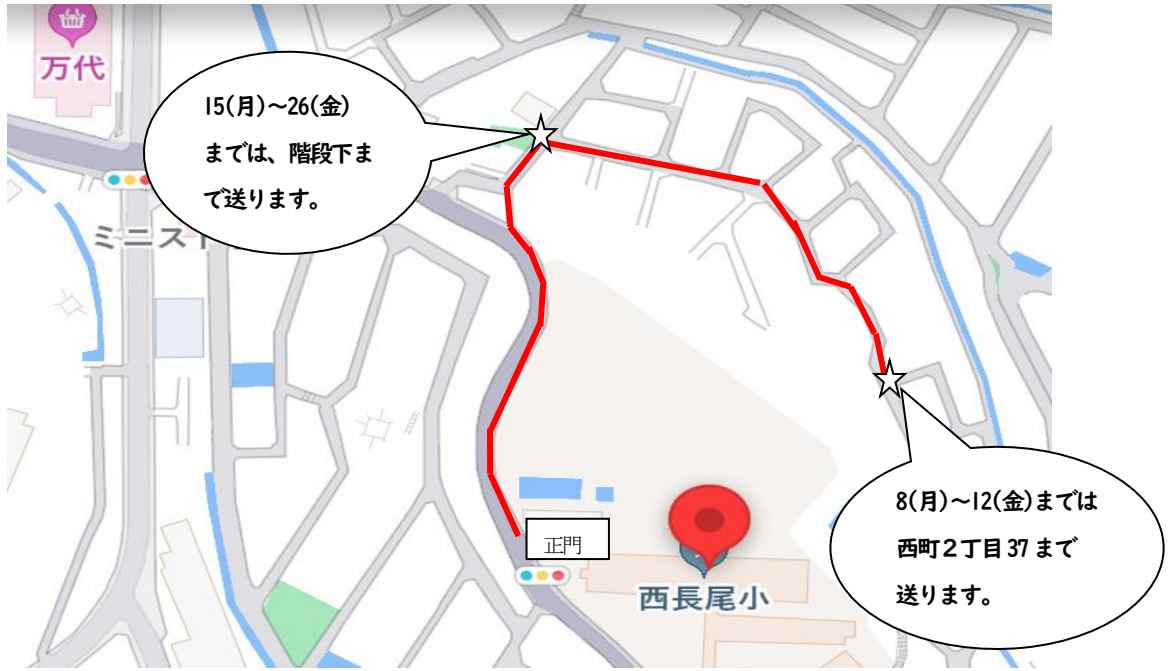 万代
15(月)～26(金)
までは、階段下ま
で送ります。
ミニスト
8(月)～12(金)までは
西町２丁目37まで
送ります。
正門
西長尾小